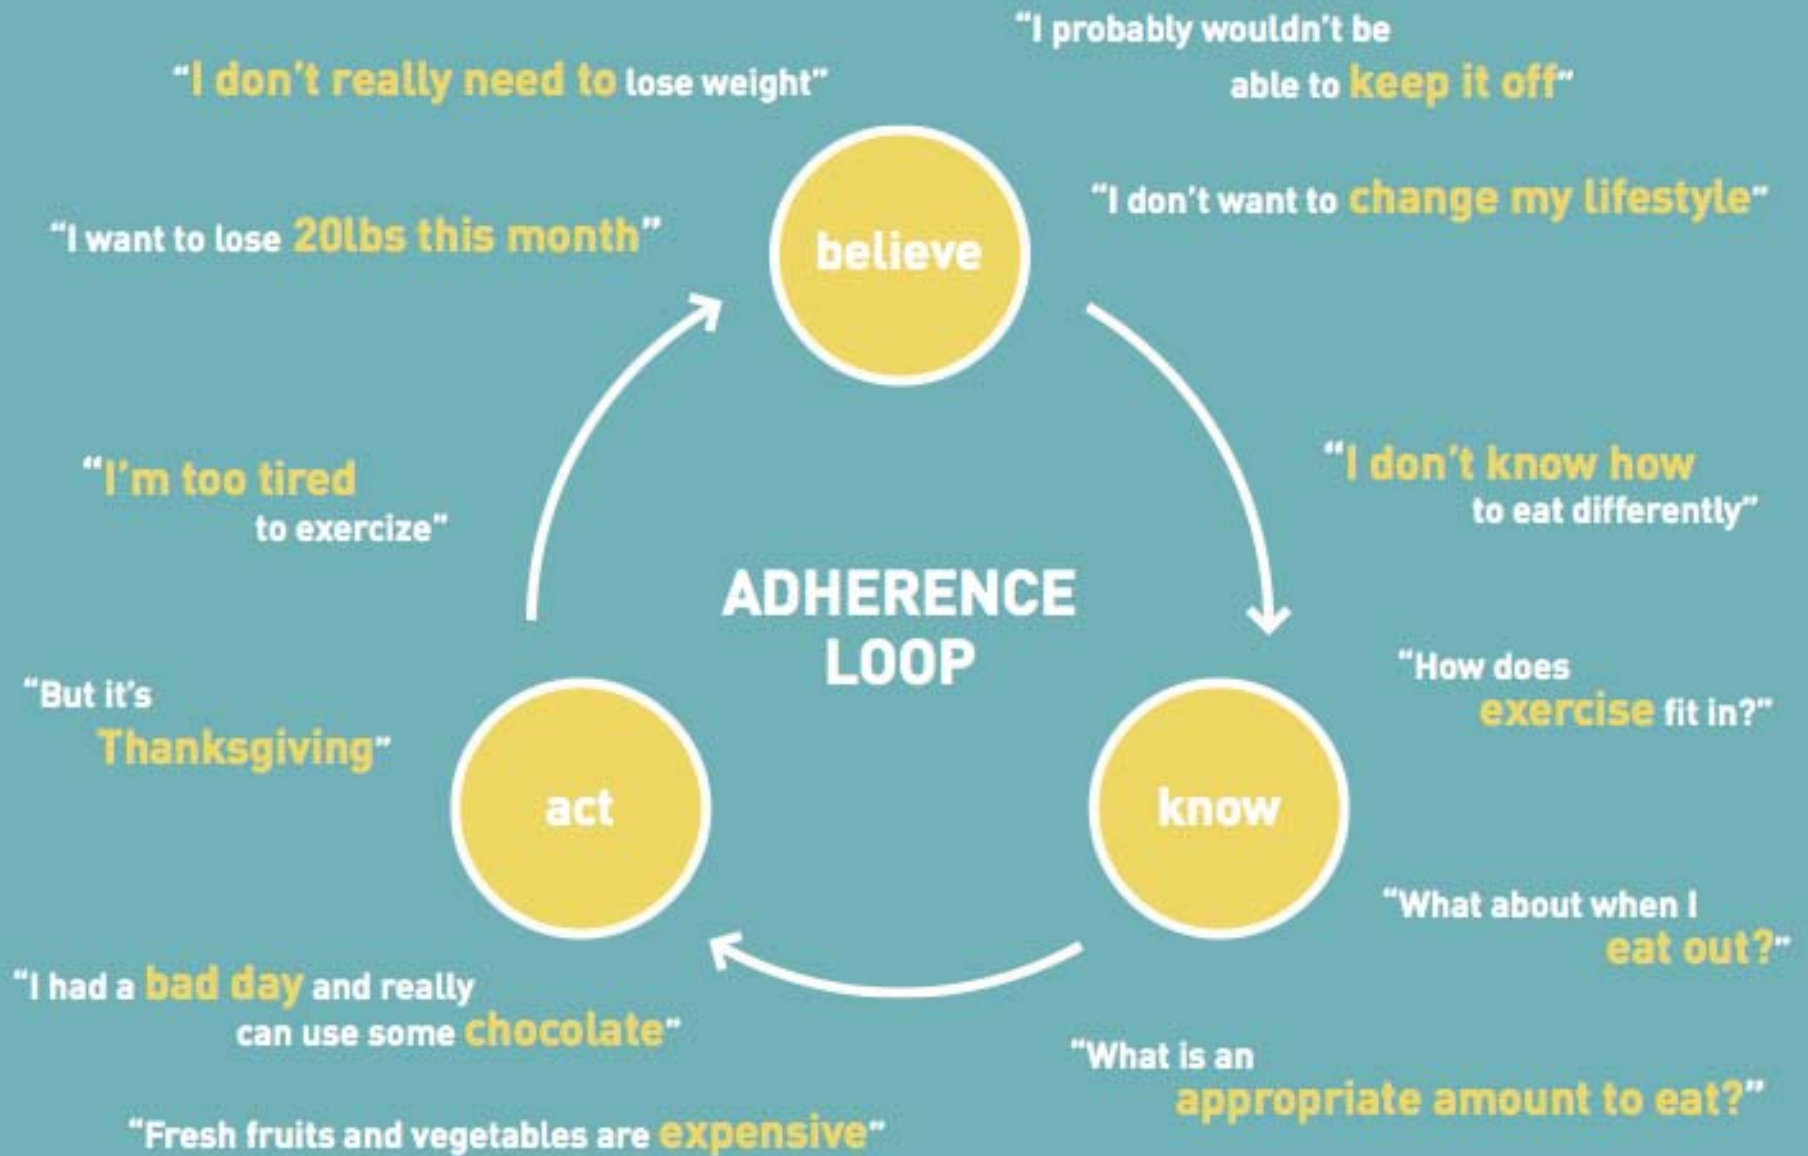 “I probably wouldn’t be
able to keep it off”
“I don’t really need to lose weight”
“I don’t want to change my lifestyle”
“I want to lose 20lbs this month”
believe
“I’m too tired
to exercize”
“I don’t know how
to eat differently”
ADHERENCE
LOOP
“But it’s
Thanksgiving”
“How does
exercise fit in?”
act
know
“What about when I
eat out?”
“I had a bad day and really
can use some chocolate”
“What is an
appropriate amount to eat?”
“Fresh fruits and vegetables are expensive”